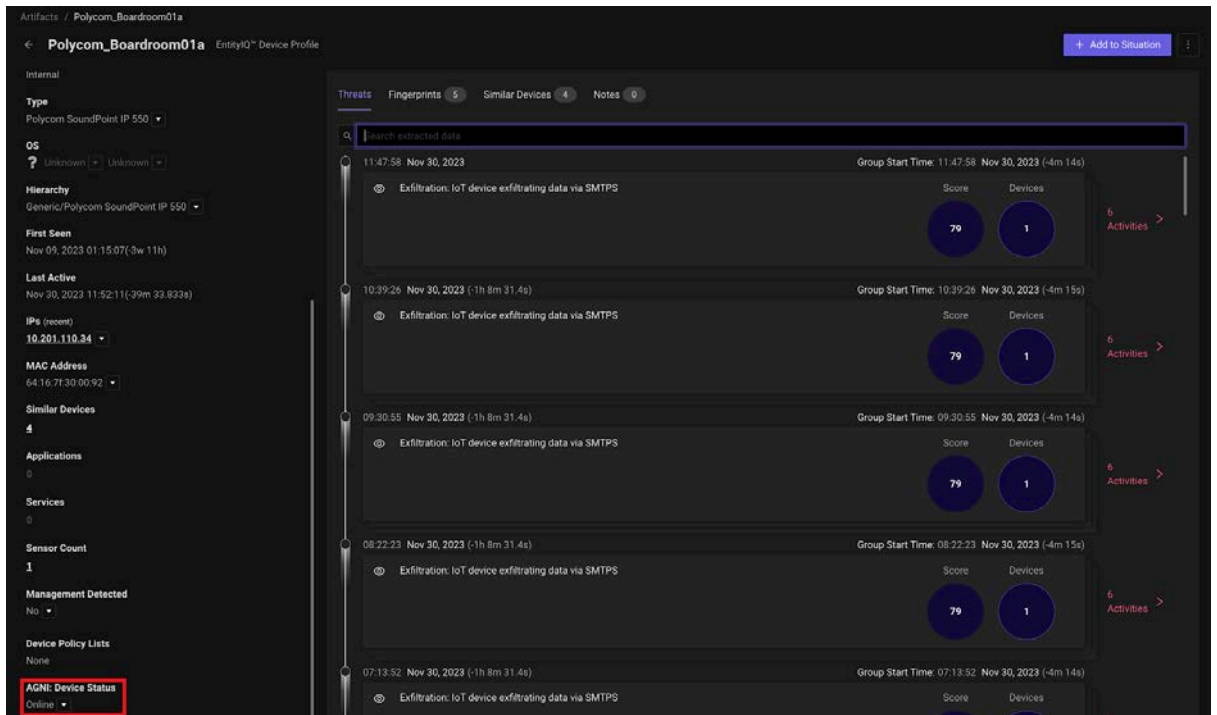 Artifacts / Polycom_Boardroom01a
← Polycom_Boardroom01a EntityIQ™ Device Profile
+ Add to Situation
Internal
Type
Polycom SoundPoint IP 550
OS
? Unknown Unknown
Hierarchy
Generic/Polycom SoundPoint IP 550
First Seen
Nov 09, 2023 01:15:07(-3w 11h)
Last Active
Nov 30, 2023 11:52:11(-39m 33.833s)
IPs (recent)
10.201.110.34
MAC Address
64:16:7f:30:00:92
Similar Devices
4
Applications
0
Services
0
Sensor Count
1
Management Detected
No
Device Policy Lists
None
AGNI: Device Status
Online
Threats Fingerprints 5 Similar Devices 4 Notes 0
Search extracted data
11:47:58 Nov 30, 2023 Group Start Time: 11:47:58 Nov 30, 2023 (-4m 14s)
Exfiltration: IoT device exfiltrating data via SMTPS Score Devices
79 1
6 Activities >
10:39:26 Nov 30, 2023 (-1h 8m 31.4s) Group Start Time: 10:39:26 Nov 30, 2023 (-4m 15s)
Exfiltration: IoT device exfiltrating data via SMTPS Score Devices
79 1
6 Activities >
09:30:55 Nov 30, 2023 (-1h 8m 31.4s) Group Start Time: 09:30:55 Nov 30, 2023 (-4m 14s)
Exfiltration: IoT device exfiltrating data via SMTPS Score Devices
79 1
6 Activities >
08:22:23 Nov 30, 2023 (-1h 8m 31.4s) Group Start Time: 08:22:23 Nov 30, 2023 (-4m 15s)
Exfiltration: IoT device exfiltrating data via SMTPS Score Devices
79 1
6 Activities >
07:13:52 Nov 30, 2023 (-1h 8m 31.4s) Group Start Time: 07:13:52 Nov 30, 2023 (-4m 14s)
Exfiltration: IoT device exfiltrating data via SMTPS Score Devices